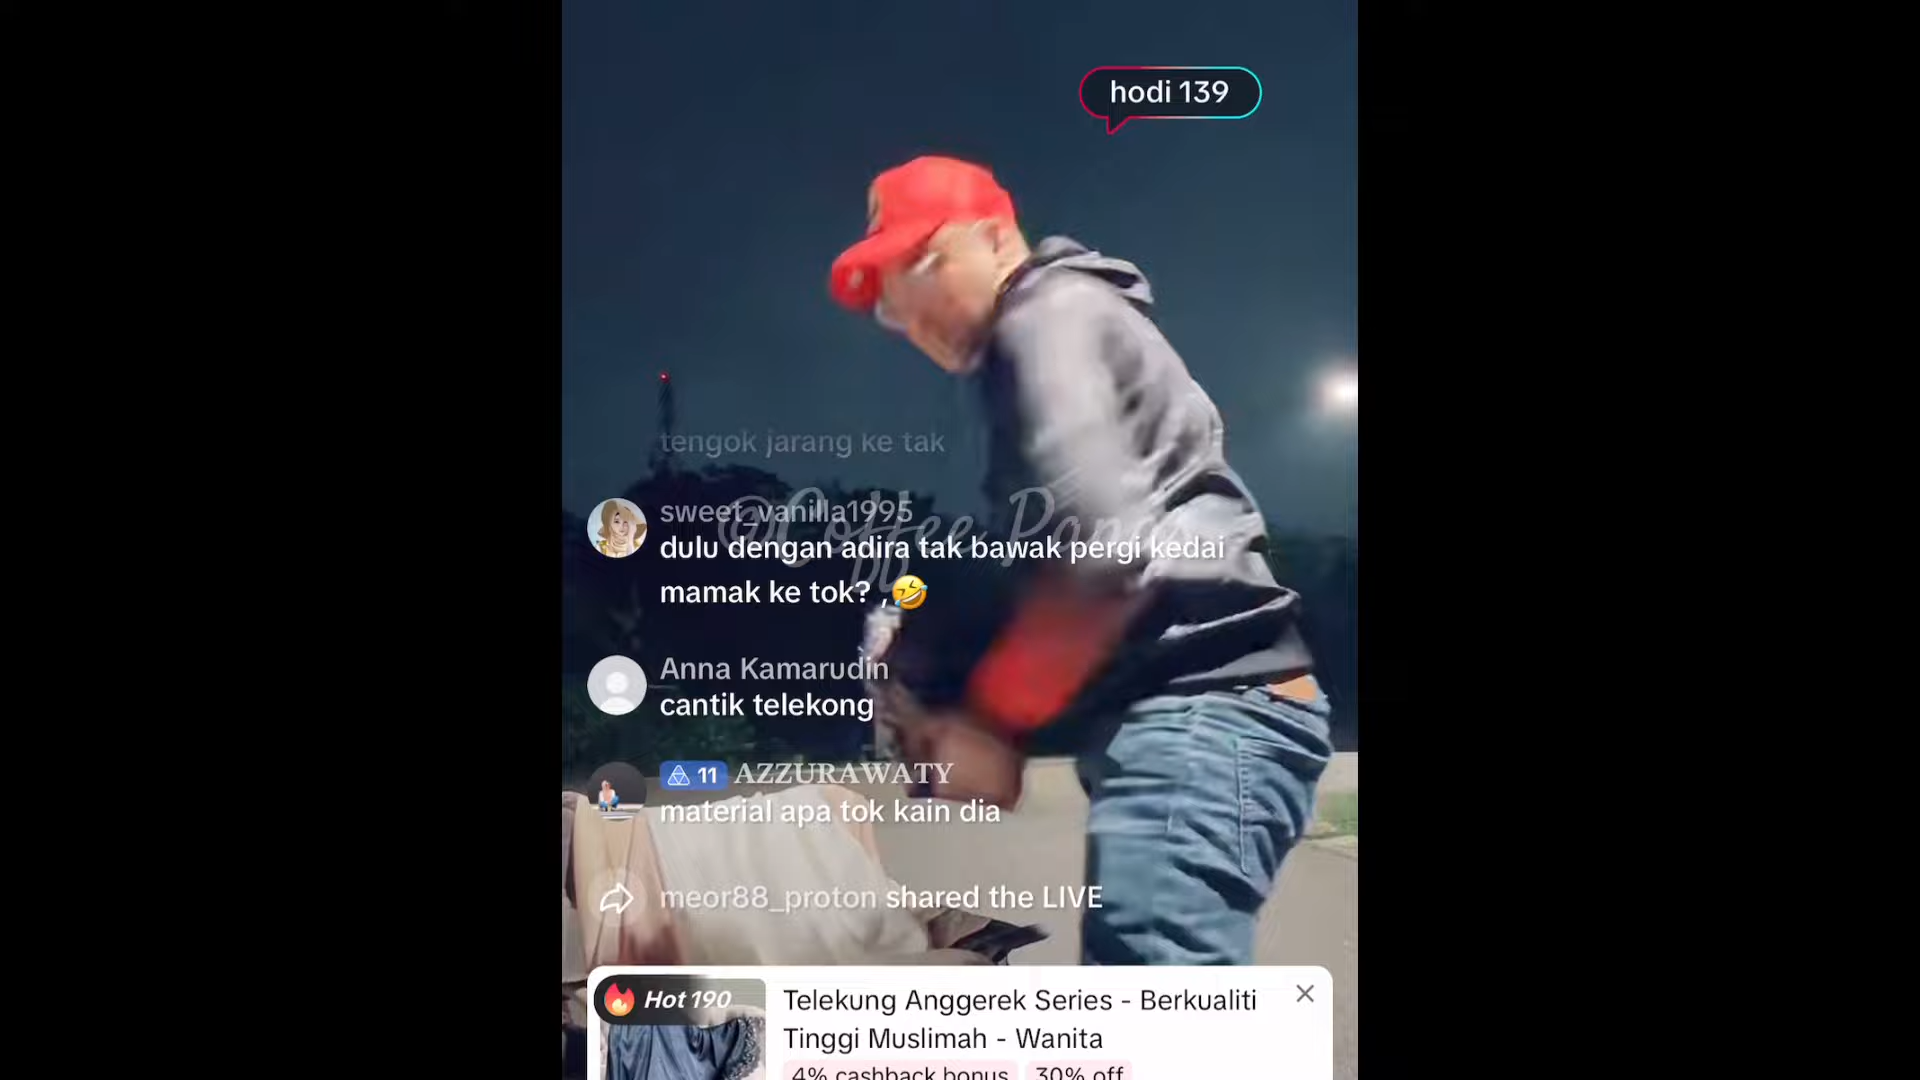 hodi 139
tengok jarang ke tak
@Coffee
sweet_vanilla1995
dulu dengan adira tak bawak pergi kedai
mamak ke tok? ,🤣
Anna Kamarudin
cantik telekong
11 AZZURAWATY
material apa tok kain dia
meor88_proton shared the LIVE
Hot 190
Telekung Anggerek Series - Berkualiti
Tinggi Muslimah - Wanita
4% cashback bonus 30% off